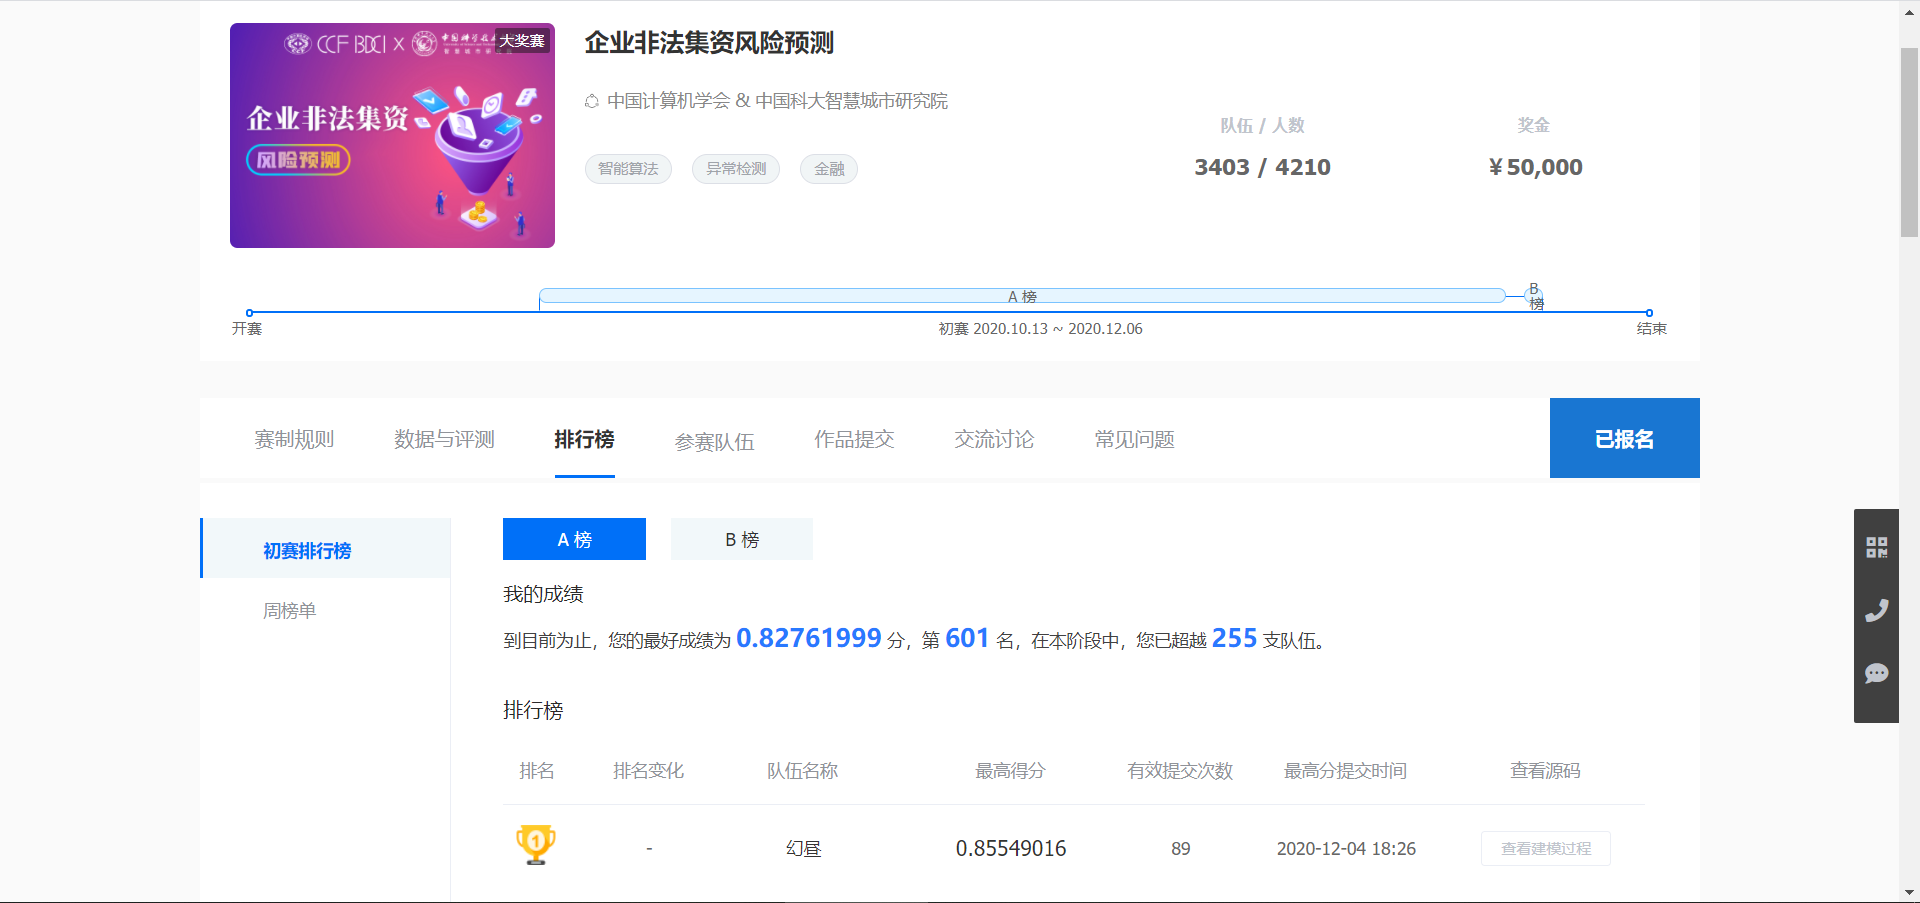 CCF BDCI X 中国科学技术
大奖赛
企业非法集资
风险预测
企业非法集资风险预测
中国计算机学会 & 中国科大智慧城市研究院
智能算法 异常检测 金融
队伍 / 人数 奖金
3403 / 4210 ¥50,000
A 榜 B 榜
开赛 初赛 2020.10.13 ~ 2020.12.06 结束
赛制规则 数据与评测 排行榜 参赛队伍 作品提交 交流讨论 常见问题 已报名
初赛排行榜
周榜单
A 榜 B 榜
我的成绩
到目前为止，您的最好成绩为 0.82761999 分，第 601 名，在本阶段中，您已超越 255 支队伍。
排行榜
排名 排名变化 队伍名称 最高得分 有效提交次数 最高分提交时间 查看源码
1 - 幻昼 0.85549016 89 2020-12-04 18:26 查看建模过程